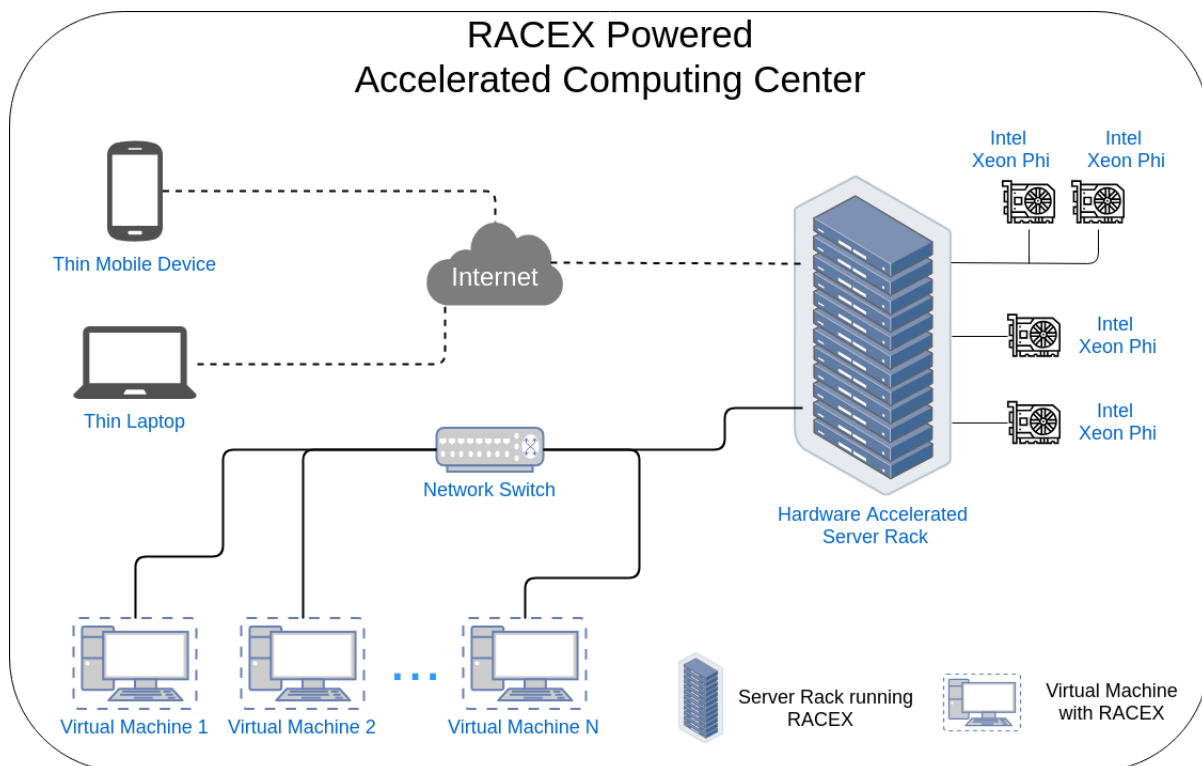 RACEX Powered
Accelerated Computing Center
Intel
Xeon Phi
Intel
Xeon Phi
Thin Mobile Device
Internet
Intel
Xeon Phi
Thin Laptop
Intel
Xeon Phi
Network Switch
Hardware Accelerated
Server Rack
Virtual Machine 1
Virtual Machine 2
...
Virtual Machine N
Server Rack running
RACEX
Virtual Machine
with RACEX